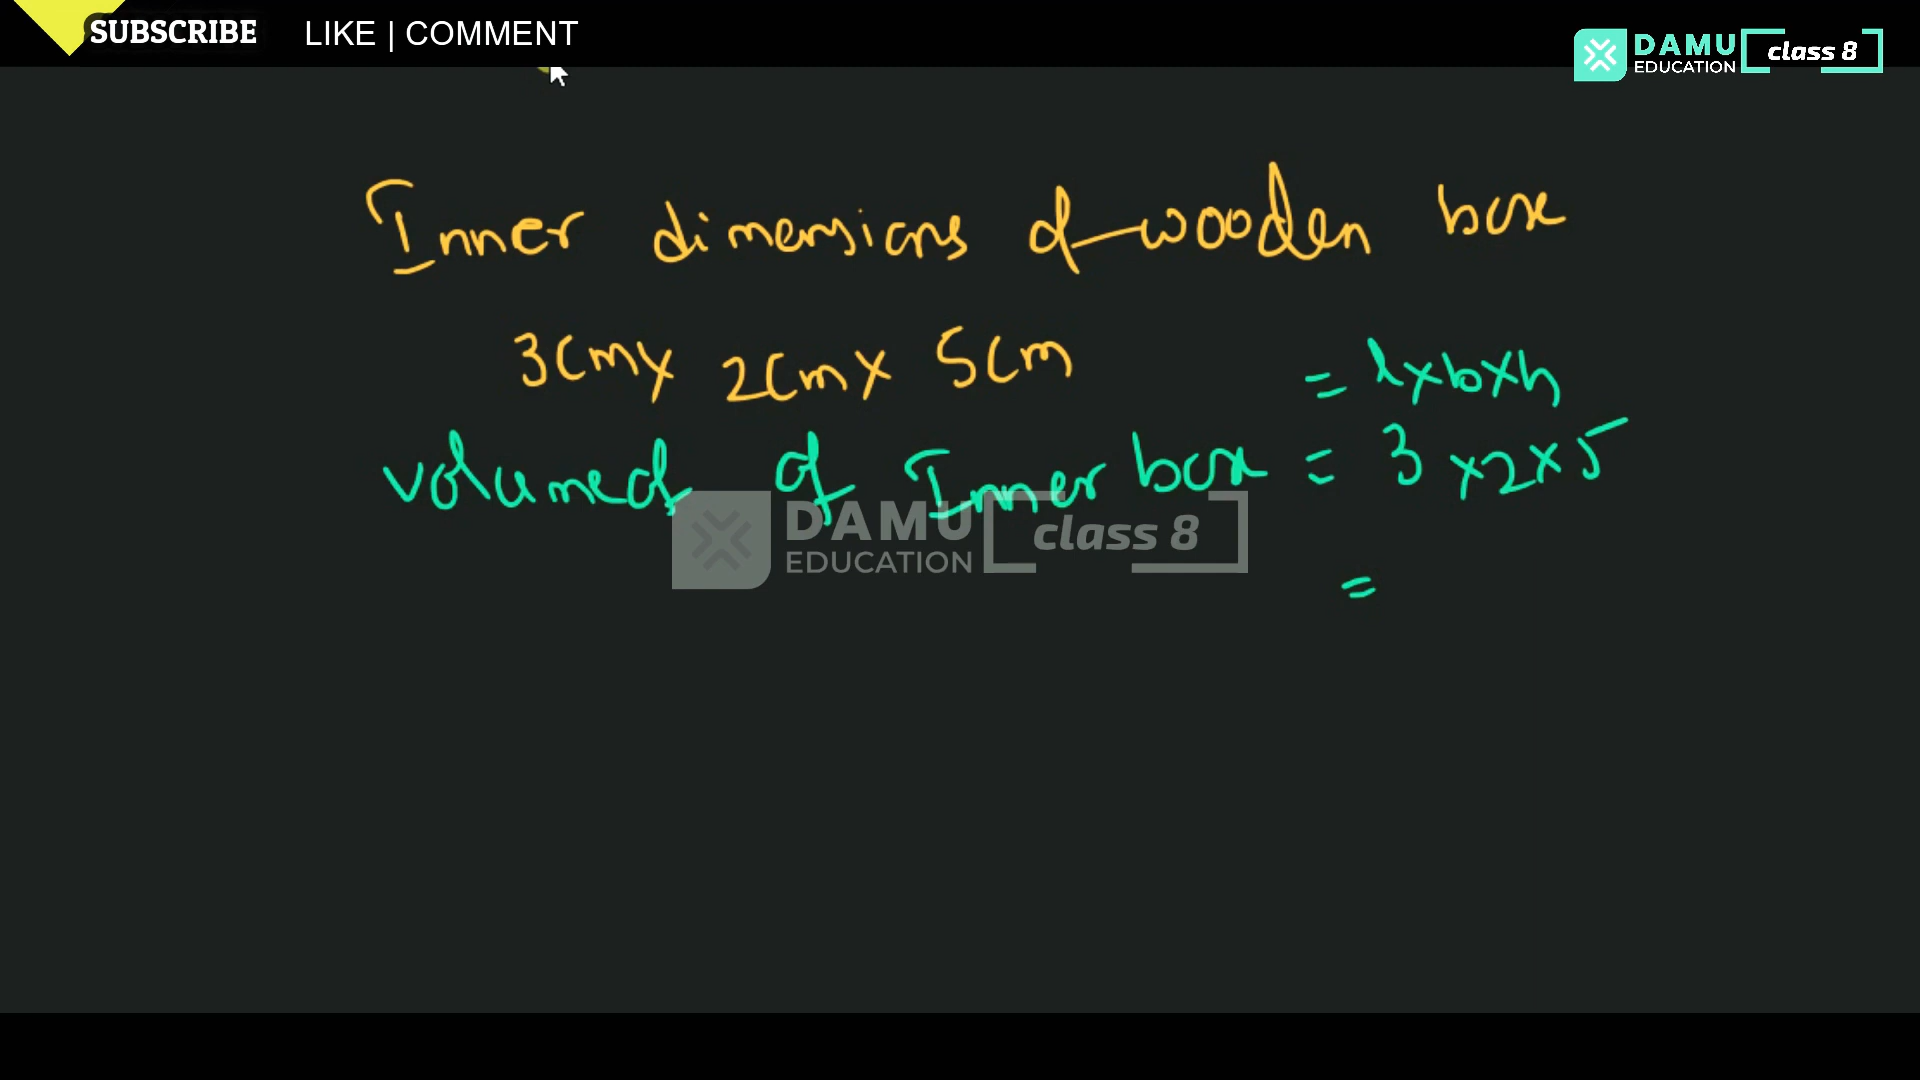 SUBSCRIBE LIKE | COMMENT
DAMU EDUCATION class 8
Inner dimensions of wooden box
3cm x 2cm x 5cm
= l x b x h
volume of of Inner box = 3 x 2 x 5
DAMU EDUCATION class 8
=